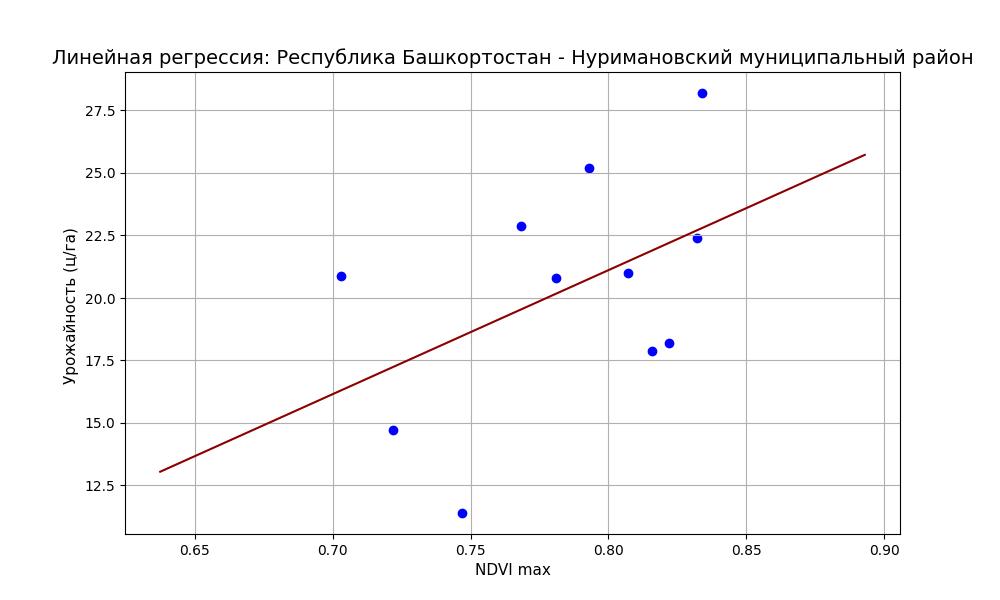 Линейная регрессия: Республика Башкортостан - Нуримановский муниципальный район
27.5
25.0
22.5
20.0
17.5
15.0
12.5
Урожайность (ц/га)
0.65 0.70 0.75 0.80 0.85 0.90
NDVI max